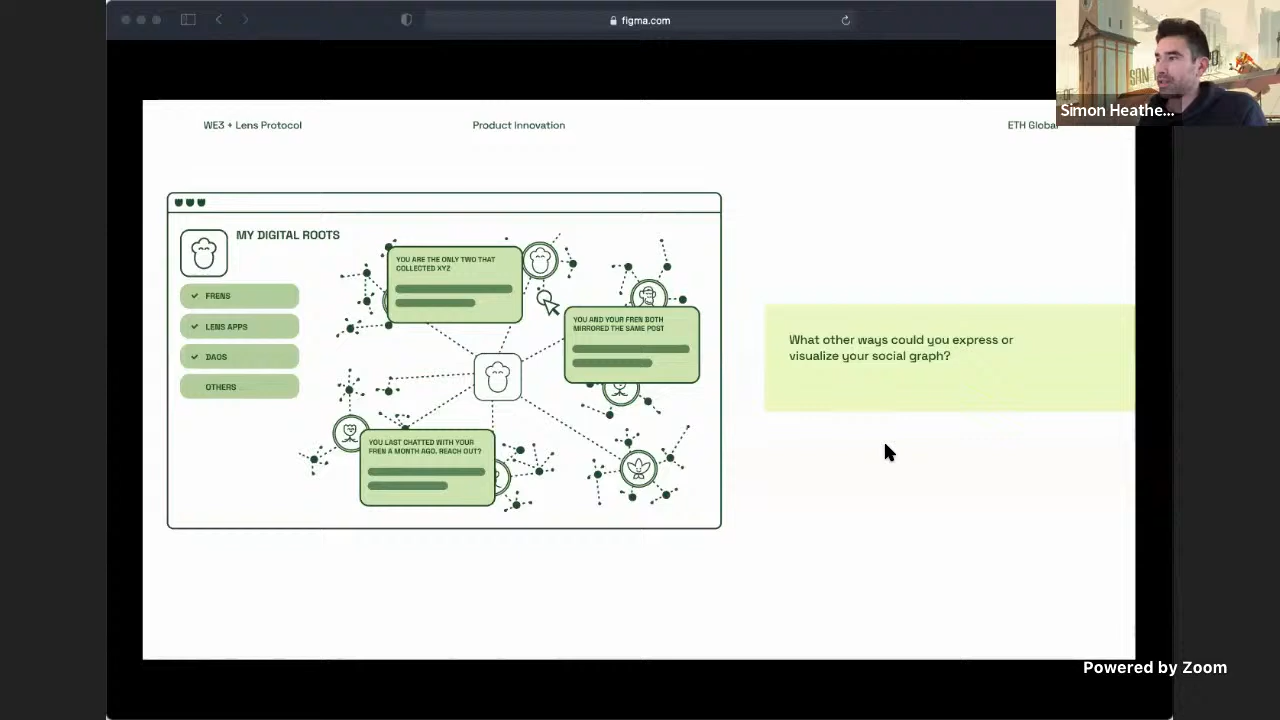 figma.com
Simon Heathe...
WE3 + Lens Protocol
Product Innovation
ETH Global
MY DIGITAL ROOTS
FRENS
LENS APPS
DAOS
OTHERS
YOU ARE THE ONLY TWO THAT
COLLECTED XYZ
YOU AND YOUR FREN BOTH
MIRRORED THE SAME POST
YOU LAST CHATTED WITH YOUR
FREN A MONTH AGO, REACH OUT?
What other ways could you express or
visualize your social graph?
Powered by Zoom